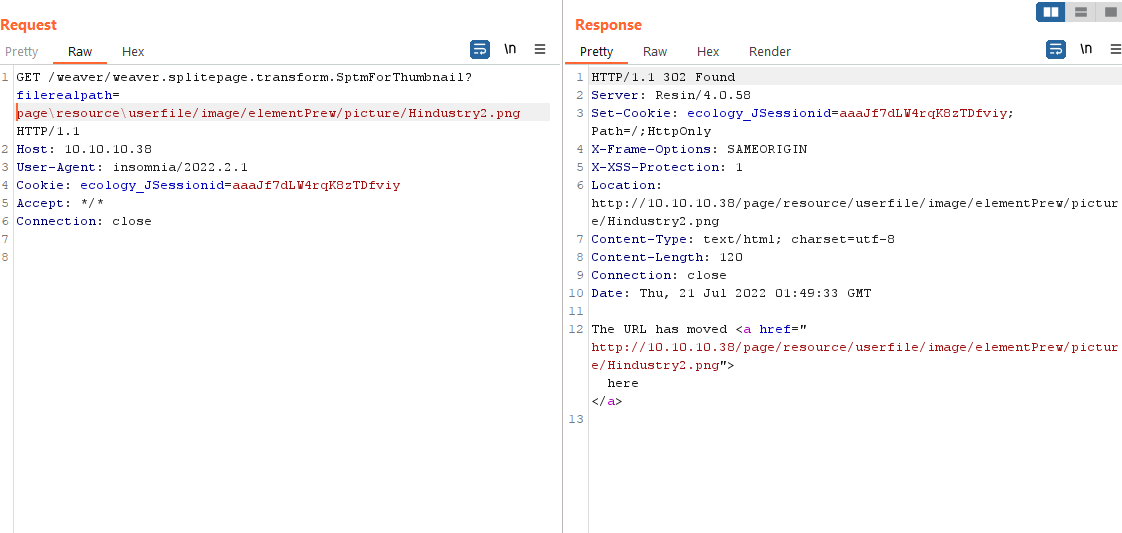 Request
Pretty Raw Hex
\n
1 GET /weaver/weaver.splitepage.transform.SptmForThumbnail?
filerealpath=
page\resource\userfile/image/elementPrew/picture/Hindustry2.png
HTTP/1.1
2 Host: 10.10.10.38
3 User-Agent: insomnia/2022.2.1
4 Cookie: ecology_JSessionid=aaaJf7dLW4rqK8zTDfviy
5 Accept: */*
6 Connection: close
7
8
Response
Pretty Raw Hex Render
\n
1 HTTP/1.1 302 Found
2 Server: Resin/4.0.58
3 Set-Cookie: ecology_JSessionid=aaaJf7dLW4rqK8zTDfviy;
Path=/;HttpOnly
4 X-Frame-Options: SAMEORIGIN
5 X-XSS-Protection: 1
6 Location:
http://10.10.10.38/page/resource/userfile/image/elementPrew/pictur
e/Hindustry2.png
7 Content-Type: text/html; charset=utf-8
8 Content-Length: 120
9 Connection: close
10 Date: Thu, 21 Jul 2022 01:49:33 GMT
11
12 The URL has moved <a href="
http://10.10.10.38/page/resource/userfile/image/elementPrew/pictur
e/Hindustry2.png">
here
</a>
13